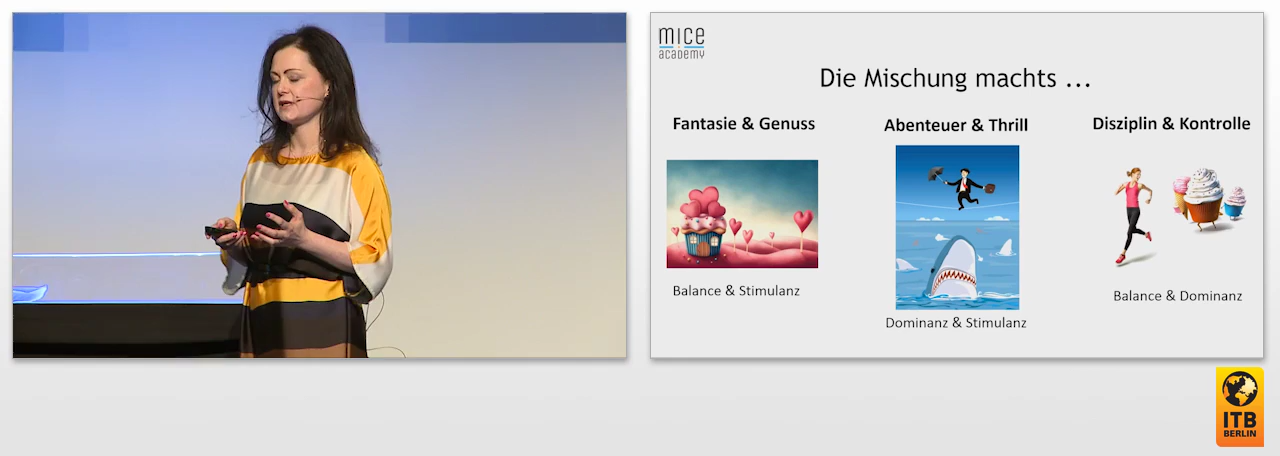 mice
academy
Die Mischung machts ...
Fantasie & Genuss
Abenteuer & Thrill
Disziplin & Kontrolle
Balance & Stimulanz
Dominanz & Stimulanz
Balance & Dominanz
ITB
BERLIN